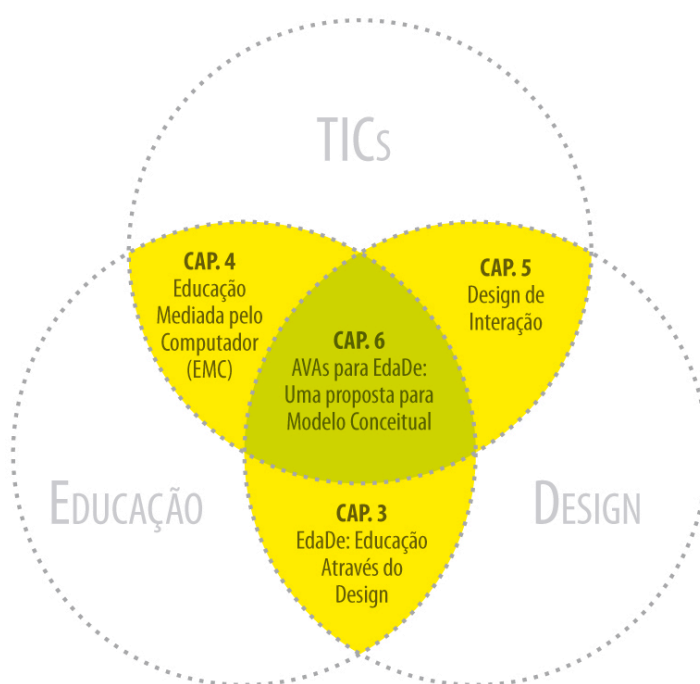 TICs
CAP. 4
Educação
Mediada pelo
Computador
(EMC)
CAP. 5
Design de
Interação
CAP. 6
AVAs para EdaDe:
Uma proposta para
Modelo Conceitual
EDUCAÇÃO
DESIGN
CAP. 3
EdaDe: Educação
Através do
Design